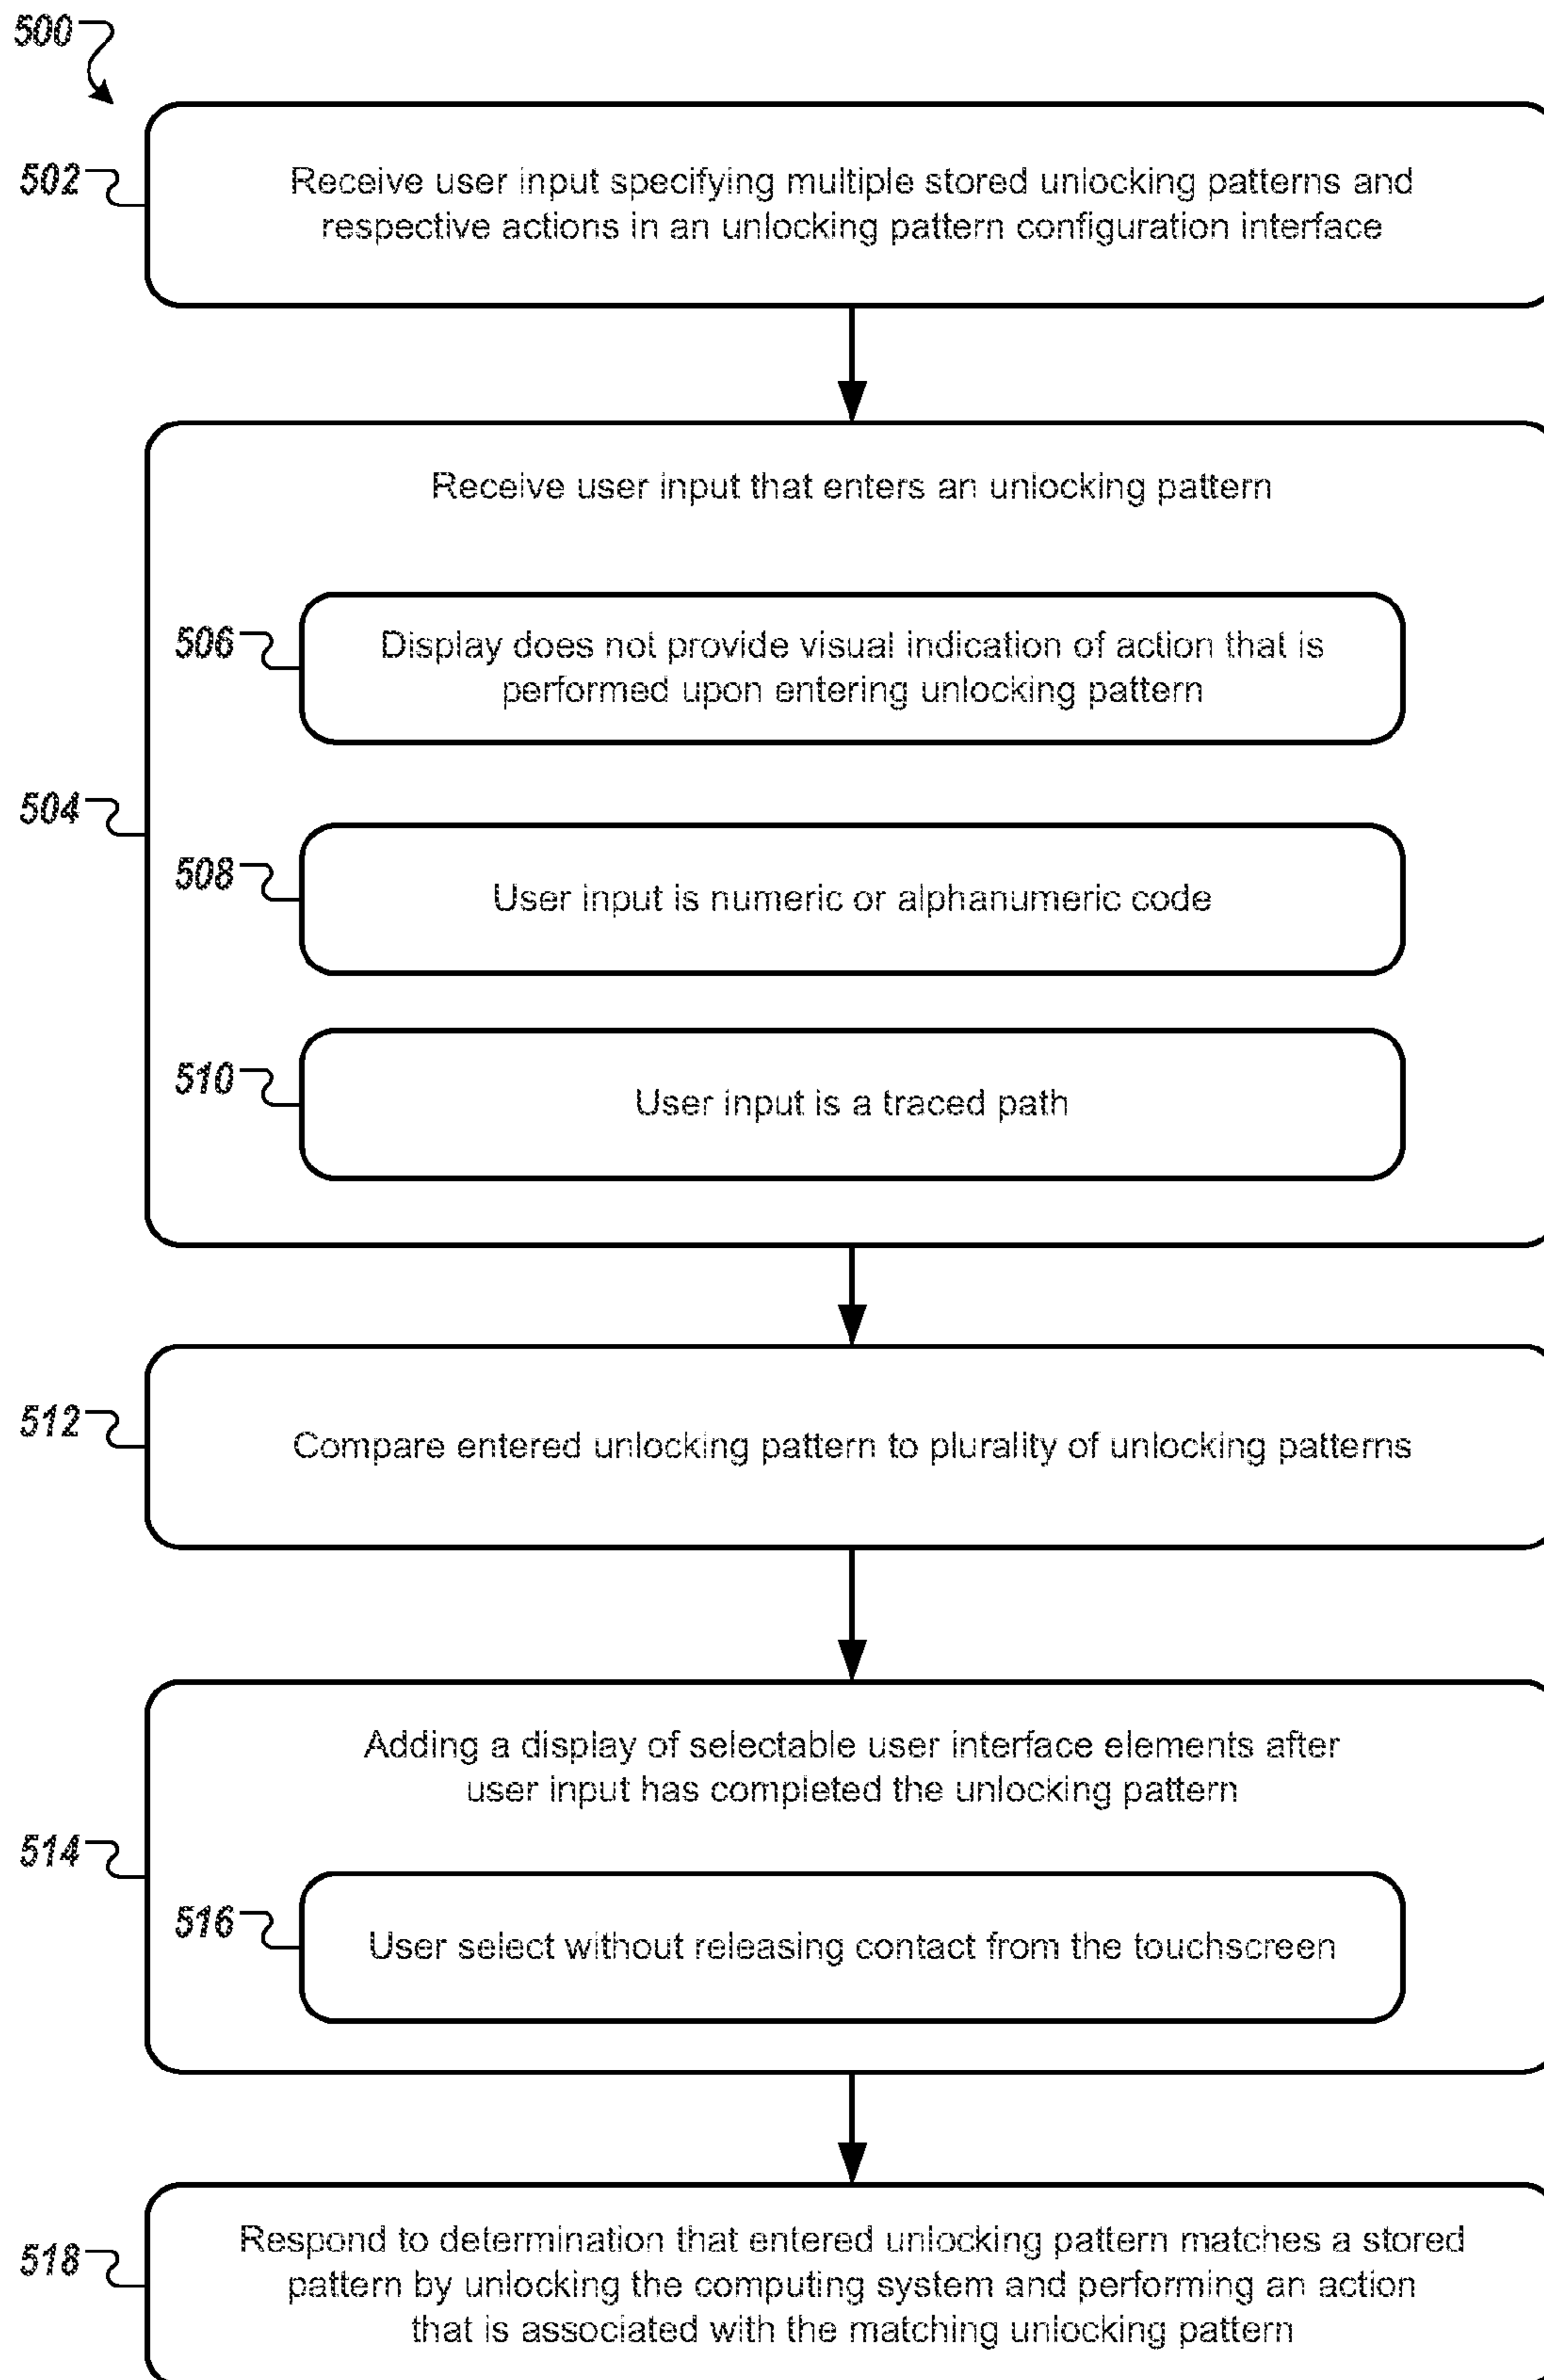 500
502
Receive user input specifying multiple stored unlocking patterns and
respective actions in an unlocking pattern configuration interface
Receive user input that enters an unlocking pattern
506
Display does not provide visual indication of action that is
performed upon entering unlocking pattern
504
508
User input is numeric or alphanumeric code
510
User input is a traced path
512
Compare entered unlocking pattern to plurality of unlocking patterns
Adding a display of selectable user interface elements after
user input has completed the unlocking pattern
514
516
User select without releasing contact from the touchscreen
518
Respond to determination that entered unlocking pattern matches a stored
pattern by unlocking the computing system and performing an action
that is associated with the matching unlocking pattern